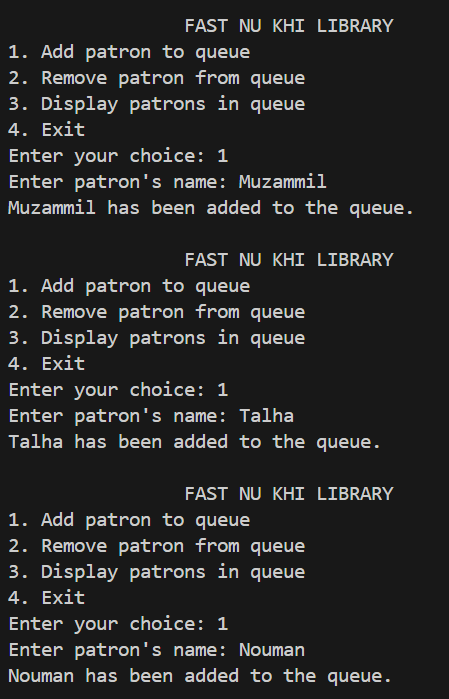 FAST NU KHI LIBRARY
1. Add patron to queue
2. Remove patron from queue
3. Display patrons in queue
4. Exit
Enter your choice: 1
Enter patron's name: Muzammil
Muzammil has been added to the queue.
FAST NU KHI LIBRARY
1. Add patron to queue
2. Remove patron from queue
3. Display patrons in queue
4. Exit
Enter your choice: 1
Enter patron's name: Talha
Talha has been added to the queue.
FAST NU KHI LIBRARY
1. Add patron to queue
2. Remove patron from queue
3. Display patrons in queue
4. Exit
Enter your choice: 1
Enter patron's name: Nouman
Nouman has been added to the queue.